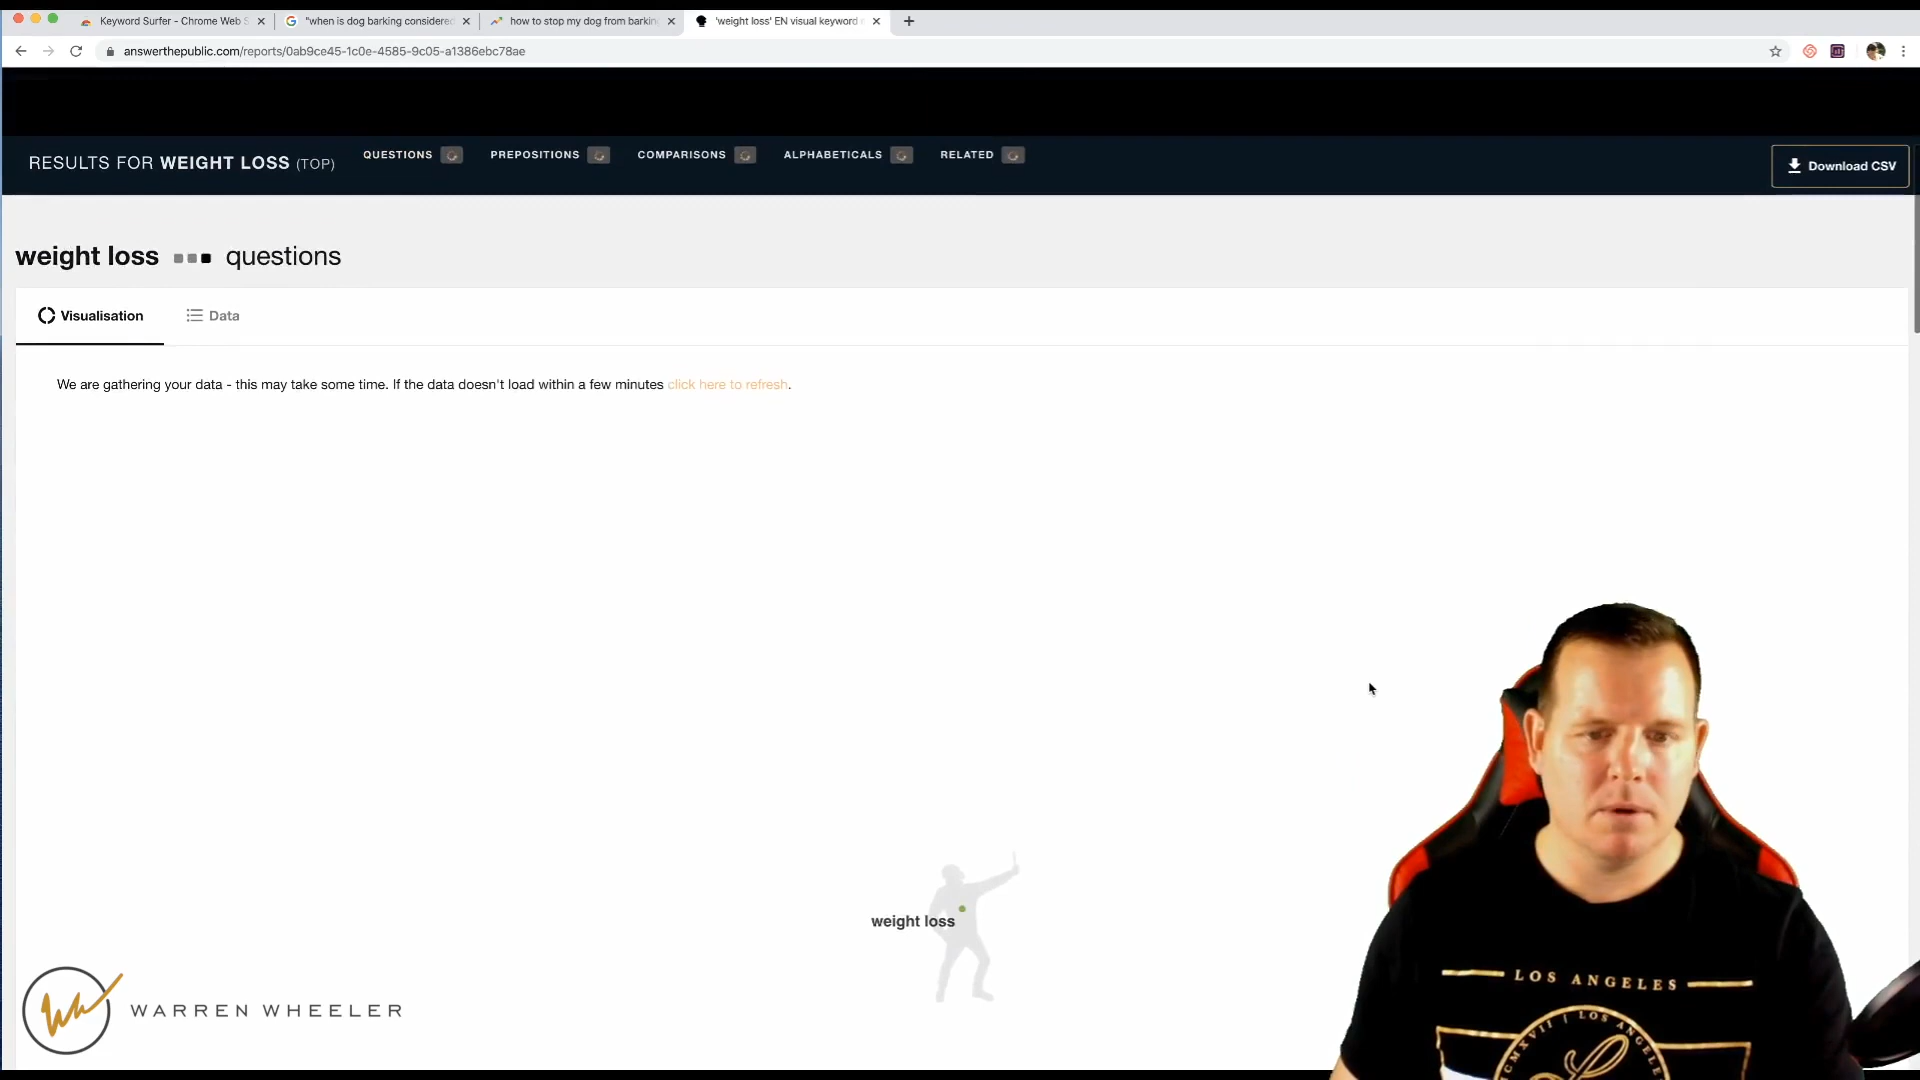 Keyword Surfer - Chrome Web S
"when is dog barking considered
how to stop my dog from barkin
'weight loss' EN visual keyword
answerthepublic.com/reports/0ab9ce45-1c0e-4585-9c05-a1386ebc78ae
RESULTS FOR WEIGHT LOSS (TOP)
QUESTIONS
PREPOSITIONS
COMPARISONS
ALPHABETICALS
RELATED
Download CSV
weight loss questions
Visualisation
Data
We are gathering your data - this may take some time. If the data doesn't load within a few minutes click here to refresh.
weight loss
WARREN WHEELER
LOS ANGELES